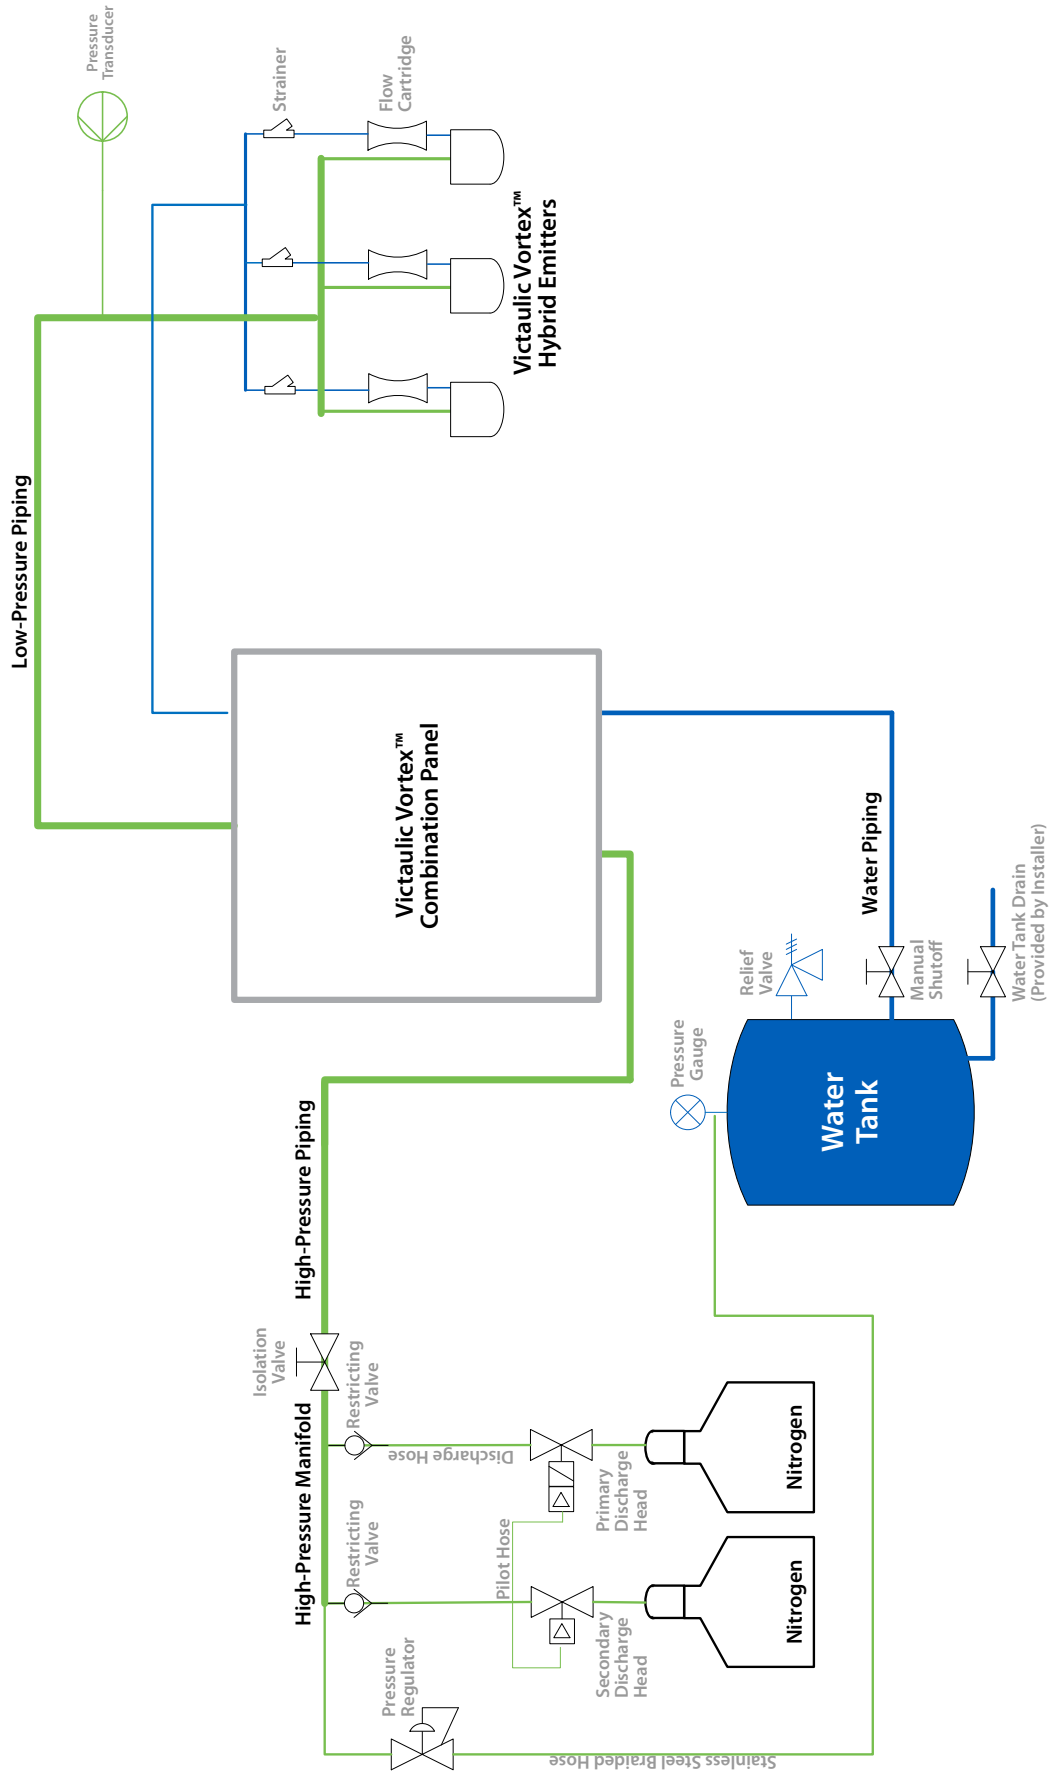 Pressure
Transducer
Strainer
Flow
Cartridge
Victaulic Vortex™
Hybrid Emitters
Low-Pressure Piping
Victaulic Vortex™
Combination Panel
Water Piping
Relief
Valve
Manual
Shutoff
Water Tank Drain
(Provided by Installer)
Pressure
Gauge
Water
Tank
High-Pressure Piping
Isolation
Valve
High-Pressure Manifold
Restricting
Valve
Discharge Hose
Primary
Discharge
Head
Nitrogen
Restricting
Valve
Pilot Hose
Secondary
Discharge
Head
Nitrogen
Pressure
Regulator
Stainless Steel Braided Hose